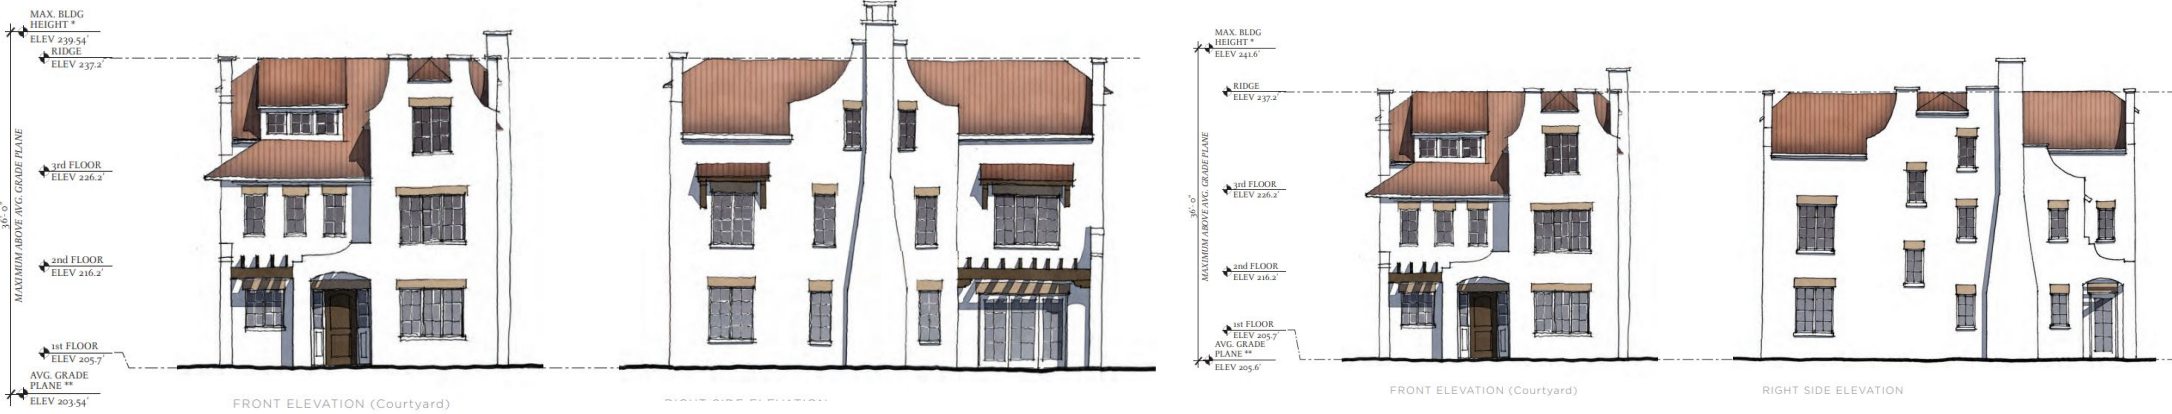 MAX. BLDG
HEIGHT *
ELEV 239.54'
RIDGE
ELEV 237.2'
3rd FLOOR
ELEV 226.2'
2nd FLOOR
ELEV 216.2'
1st FLOOR
ELEV 205.7'
AVG. GRADE
PLANE **
ELEV 203.54'
36'-0"
MAXIMUM ABOVE AVG. GRADE PLANE
FRONT ELEVATION (Courtyard)
RIGHT SIDE ELEVATION
MAX. BLDG
HEIGHT *
ELEV 241.6'
RIDGE
ELEV 237.2'
3rd FLOOR
ELEV 226.2'
2nd FLOOR
ELEV 216.2'
1st FLOOR
ELEV 205.7'
AVG. GRADE
PLANE **
ELEV 205.6'
36'-0"
MAXIMUM ABOVE AVG. GRADE PLANE
FRONT ELEVATION (Courtyard)
RIGHT SIDE ELEVATION